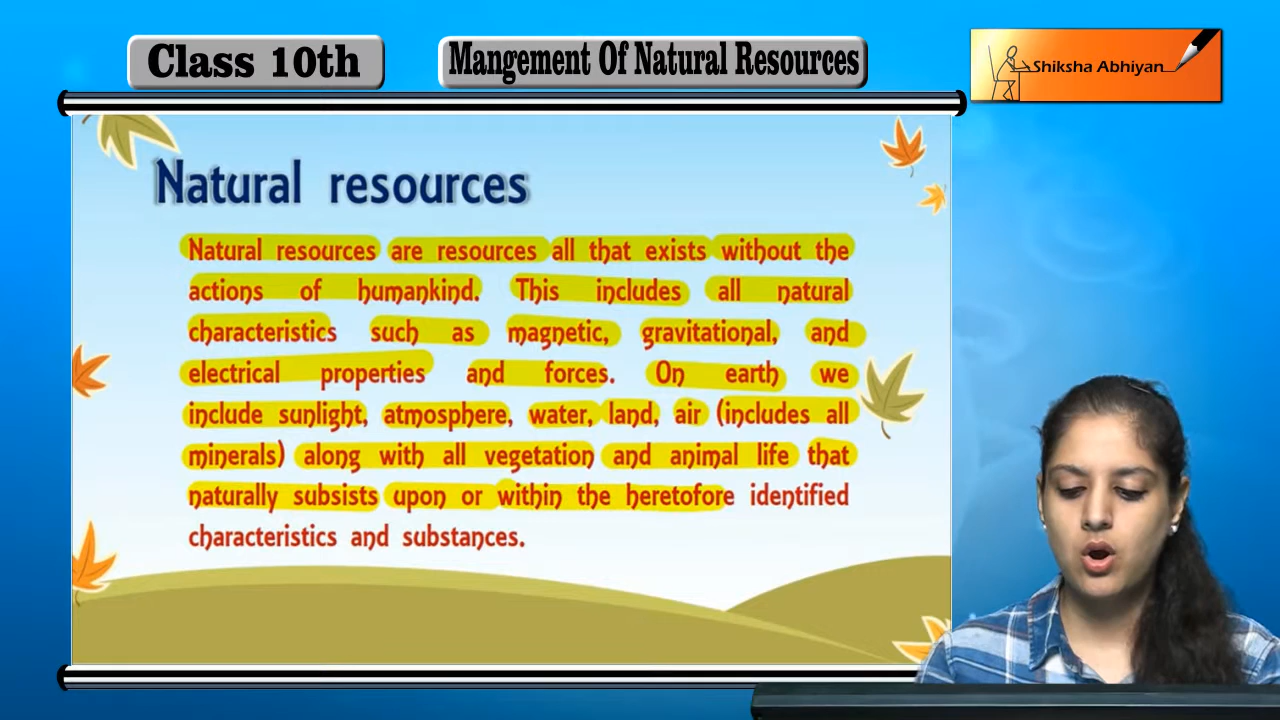 Class 10th
Mangement Of Natural Resources
Shiksha Abhiyan
Natural resources
Natural resources are resources all that exists without the
actions of humankind. This includes all natural
characteristics such as magnetic, gravitational, and
electrical properties and forces. On earth we
include sunlight, atmosphere, water, land, air (includes all
minerals) along with all vegetation and animal life that
naturally subsists upon or within the heretofore identified
characteristics and substances.